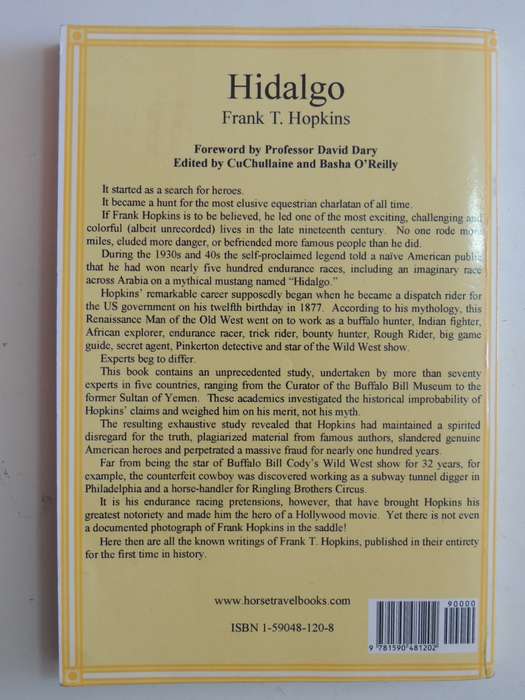 Hidalgo
Frank T. Hopkins
Foreword by Professor David Dary
Edited by CuChullaine and Basha O'Reilly
It started as a search for heroes.
It became a hunt for the most elusive equestrian charlatan of all time.
If Frank Hopkins is to be believed, he led one of the most exciting, challenging and
colorful (albeit unrecorded) lives in the late nineteenth century. No one rode more
miles, eluded more danger, or befriended more famous people than he did.
During the 1930s and 40s the self-proclaimed legend told a naïve American public
that he had won nearly five hundred endurance races, including an imaginary race
across Arabia on a mythical mustang named "Hidalgo."
Hopkins' remarkable career supposedly began when he became a dispatch rider for
the US government on his twelfth birthday in 1877. According to his mythology, this
Renaissance Man of the Old West went on to work as a buffalo hunter, Indian fighter,
African explorer, endurance racer, trick rider, bounty hunter, Rough Rider, big game
guide, secret agent, Pinkerton detective and star of the Wild West show.
Experts beg to differ.
This book contains an unprecedented study, undertaken by more than seventy
experts in five countries, ranging from the Curator of the Buffalo Bill Museum to the
former Sultan of Yemen. These academics investigated the historical improbability of
Hopkins' claims and weighed him on his merit, not his myth.
The resulting exhaustive study revealed that Hopkins had maintained a spirited
disregard for the truth, plagiarized material from famous authors, slandered genuine
American heroes and perpetrated a massive fraud for nearly one hundred years.
Far from being the star of Buffalo Bill Cody's Wild West show for 32 years, for
example, the counterfeit cowboy was discovered working as a subway tunnel digger in
Philadelphia and a horse-handler for Ringling Brothers Circus.
It is his endurance racing pretensions, however, that have brought Hopkins his
greatest notoriety and made him the hero of a Hollywood movie. Yet there is not even
a documented photograph of Frank Hopkins in the saddle!
Here then are all the known writings of Frank T. Hopkins, published in their entirety
for the first time in history.
www.horsetravelbooks.com
ISBN 1-59048-120-8
90000
9 781590 481202